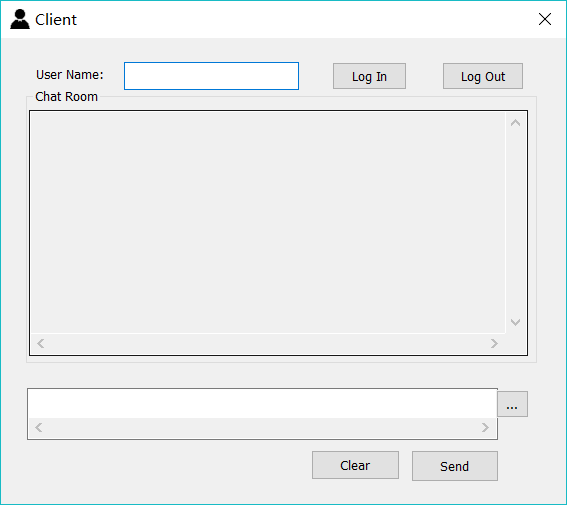 Client
User Name:
Log In
Log Out
Chat Room
...
Clear
Send